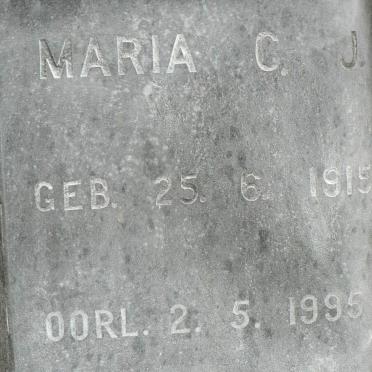 MARIA C. J.
GEB. 25. 6. 1915
OORL. 2. 5. 1995